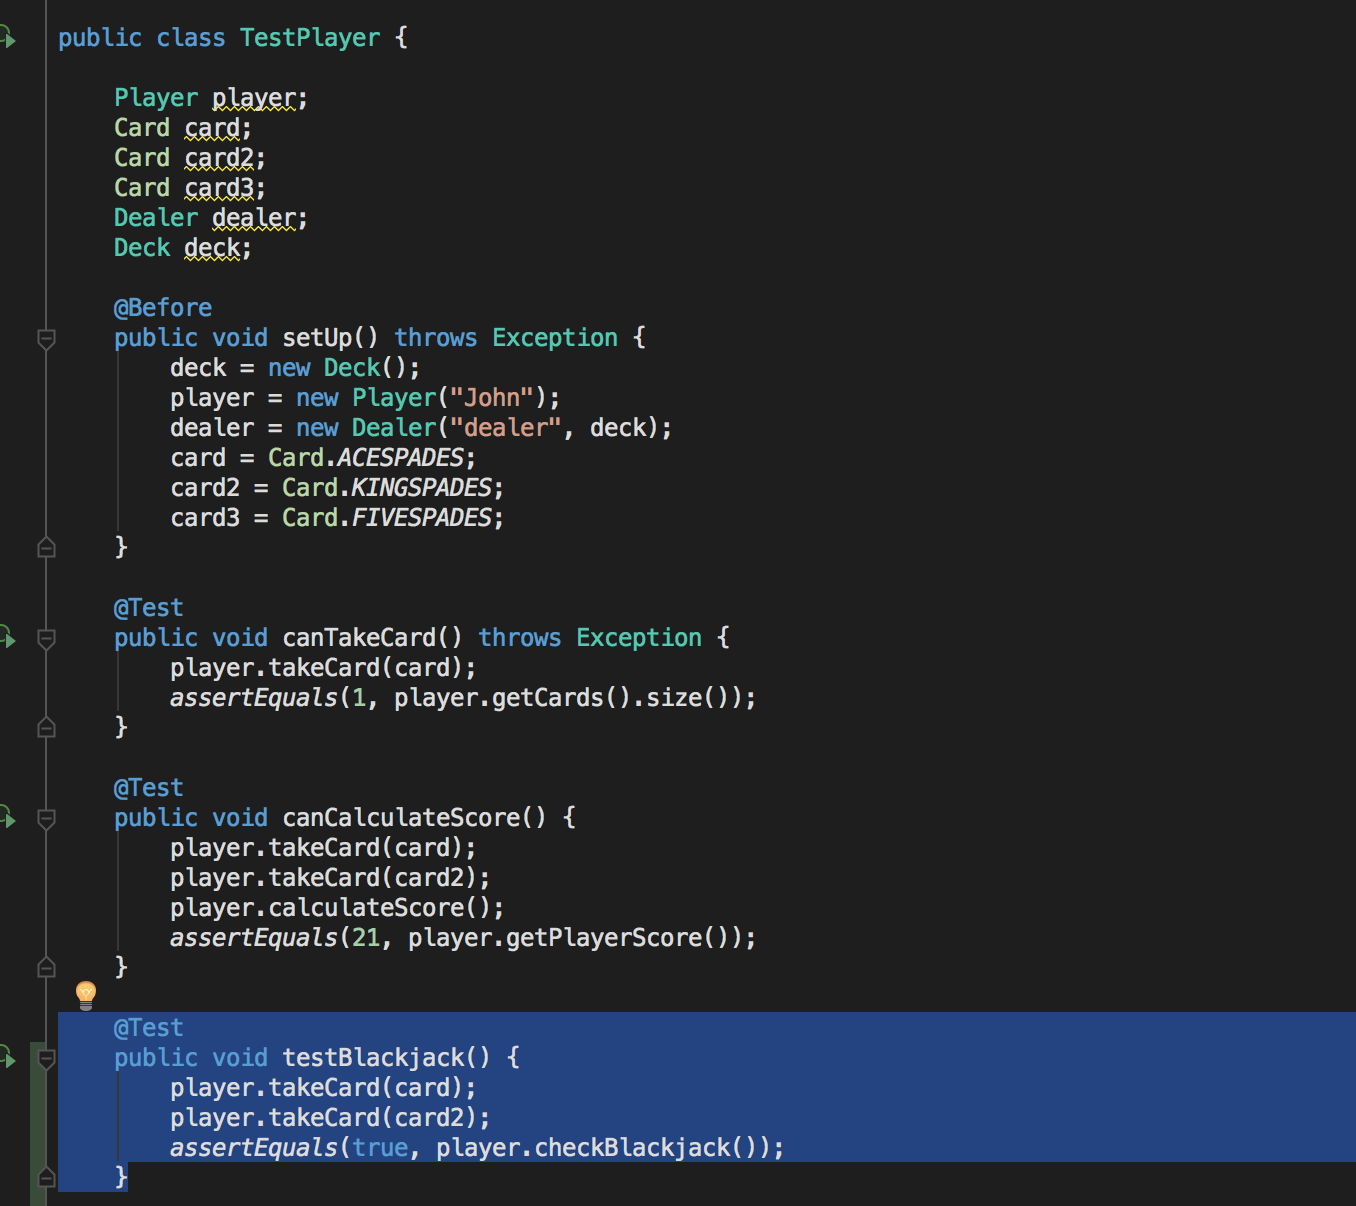 public class TestPlayer {
Player player;
Card card;
Card card2;
Card card3;
Dealer dealer;
Deck deck;
@Before
public void setUp() throws Exception {
deck = new Deck();
player = new Player("John");
dealer = new Dealer("dealer", deck);
card = Card.ACESPADES;
card2 = Card.KINGSPADES;
card3 = Card.FIVESPADES;
}
@Test
public void canTakeCard() throws Exception {
player.takeCard(card);
assertEquals(1, player.getCards().size());
}
@Test
public void canCalculateScore() {
player.takeCard(card);
player.takeCard(card2);
player.calculateScore();
assertEquals(21, player.getPlayerScore());
}
@Test
public void testBlackjack() {
player.takeCard(card);
player.takeCard(card2);
assertEquals(true, player.checkBlackjack());
}